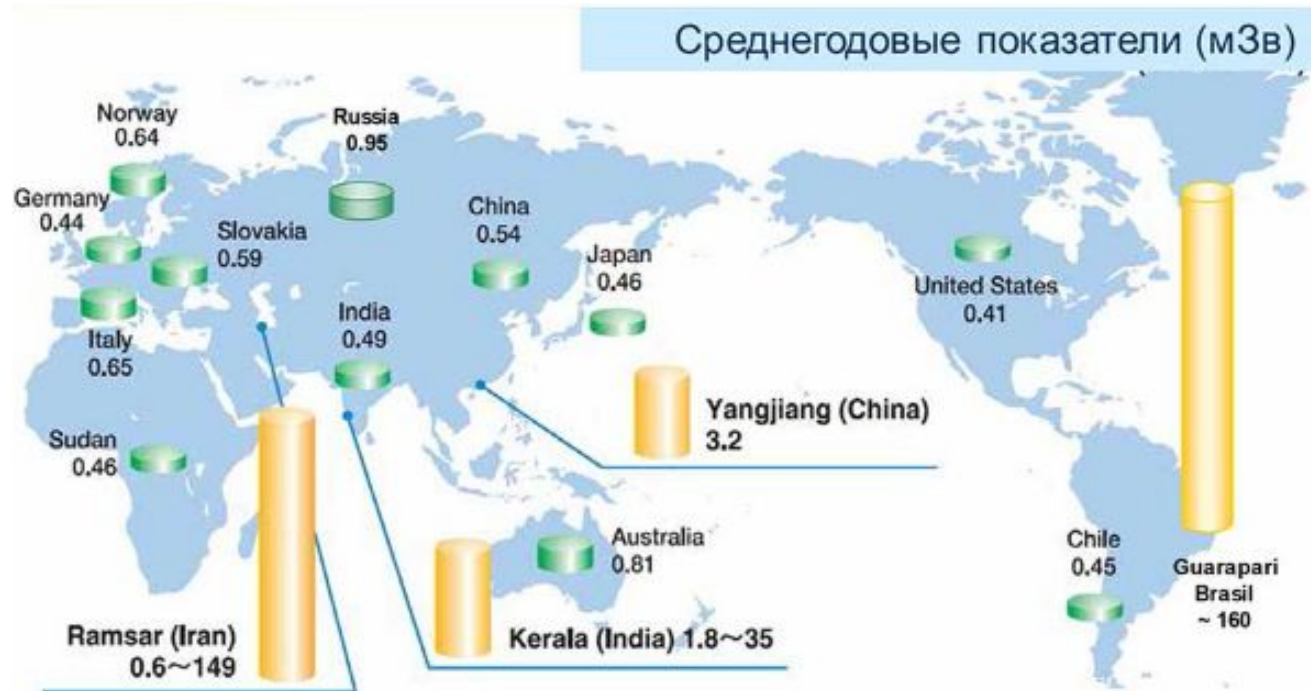 Среднегодовые показатели (мЗв)
Norway
0.64
Russia
0.95
Germany
0.44
Slovakia
0.59
China
0.54
Japan
0.46
United States
0.41
India
0.49
Italy
0.65
Yangjiang (China)
3.2
Sudan
0.46
Australia
0.81
Chile
0.45
Guarapari
Brasil
~ 160
Ramsar (Iran)
0.6～149
Kerala (India) 1.8～35